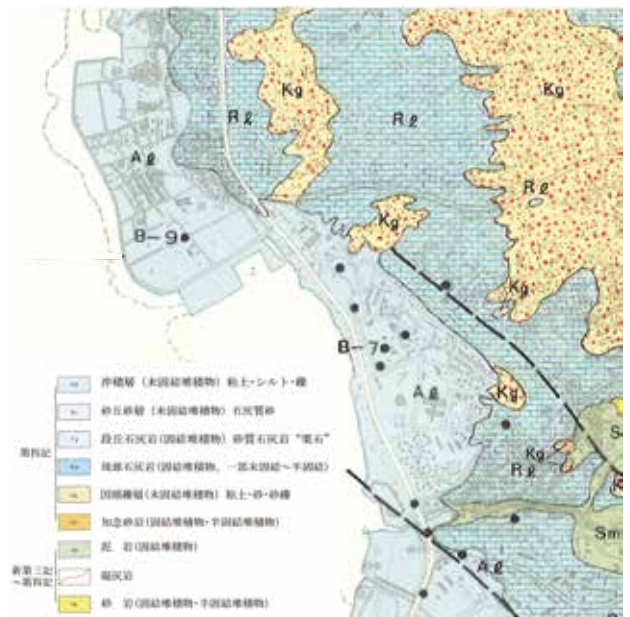 Kg
Kg
Rℓ
Rℓ
Aℓ
Rℓ
Kg
B-9
Kg
B-7
Aℓ
Kg
Kg
Rℓ
Sm
Aℓ
沖積層(未固結堆積物)粘土・シルト・礫
砂丘砂層(未固結堆積物)石灰質砂
段丘石灰岩(固結堆積物)砂質石灰岩"粟石"
琉球石灰岩(固結堆積物、一部未固結~半固結)
第四記
国頭礫層(未固結堆積物)粘土・砂・砂礫
知念砂岩(固結堆積物・半固結堆積物)
泥 岩(固結堆積物)
新第三記
~第四記
凝灰岩
砂 岩(固結堆積物・半固結堆積物)